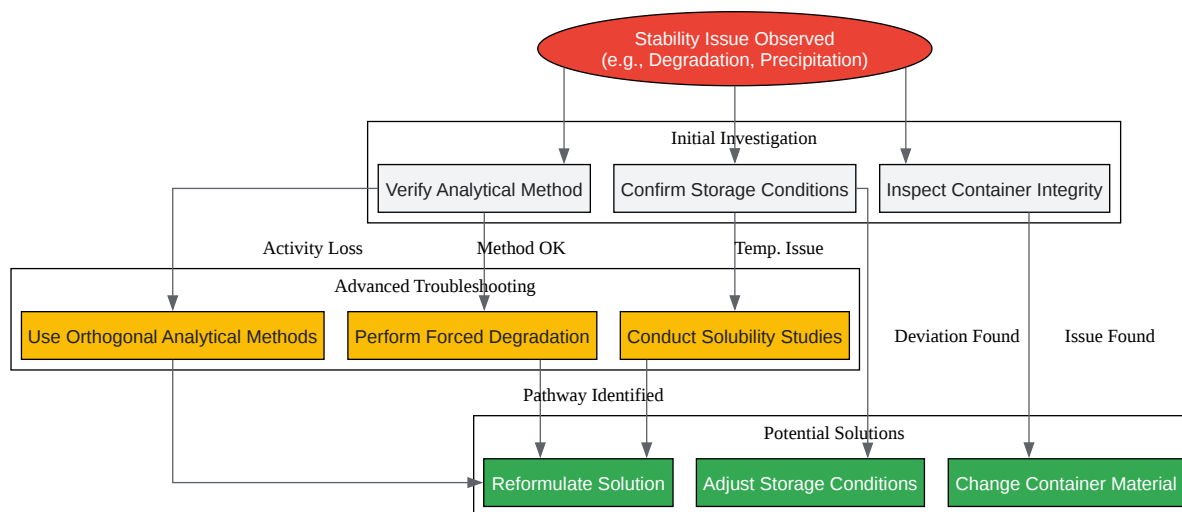 Stability Issue Observed
(e.g., Degradation, Precipitation)
Initial Investigation
Verify Analytical Method
Confirm Storage Conditions
Inspect Container Integrity
Activity Loss
Method OK
Temp. Issue
Advanced Troubleshooting
Use Orthogonal Analytical Methods
Perform Forced Degradation
Conduct Solubility Studies
Deviation Found
Issue Found
Pathway Identified
Potential Solutions
Reformulate Solution
Adjust Storage Conditions
Change Container Material